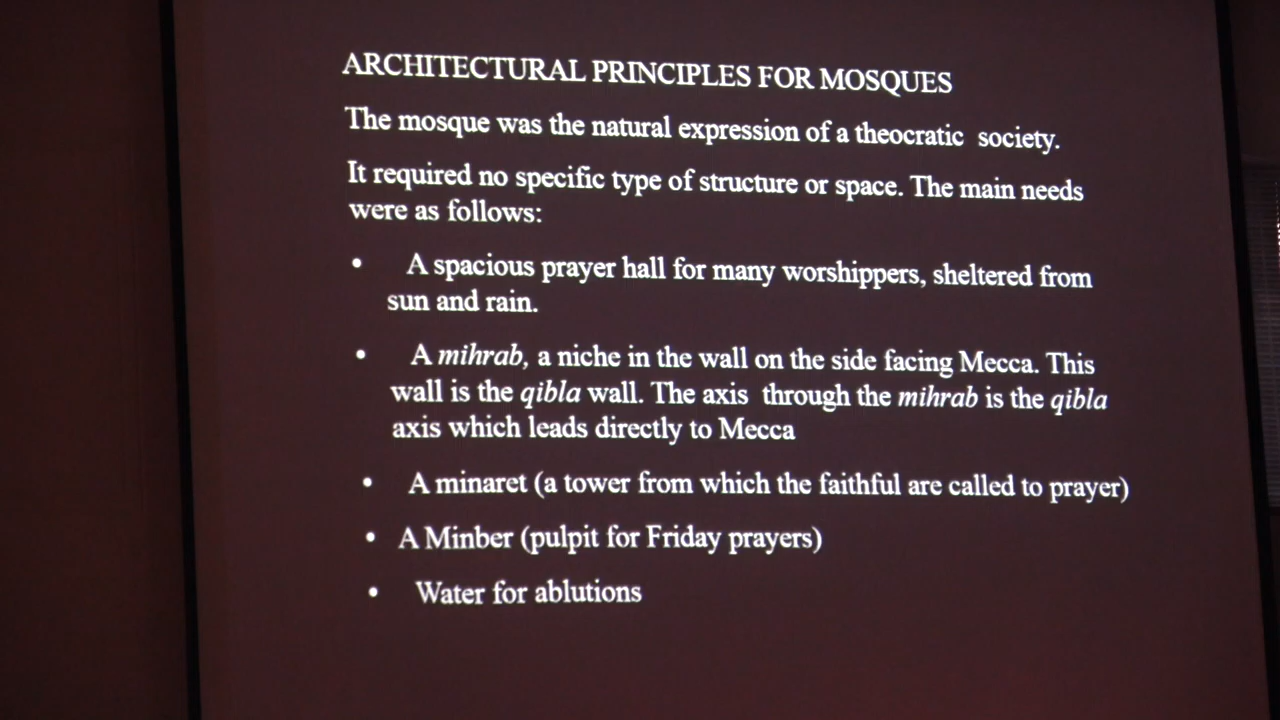 ARCHITECTURAL PRINCIPLES FOR MOSQUES
The mosque was the natural expression of a theocratic society.
It required no specific type of structure or space. The main needs
were as follows:
• A spacious prayer hall for many worshippers, sheltered from
sun and rain.
• A mihrab, a niche in the wall on the side facing Mecca. This
wall is the qibla wall. The axis through the mihrab is the qibla
axis which leads directly to Mecca
• A minaret (a tower from which the faithful are called to prayer)
• A Minber (pulpit for Friday prayers)
• Water for ablutions